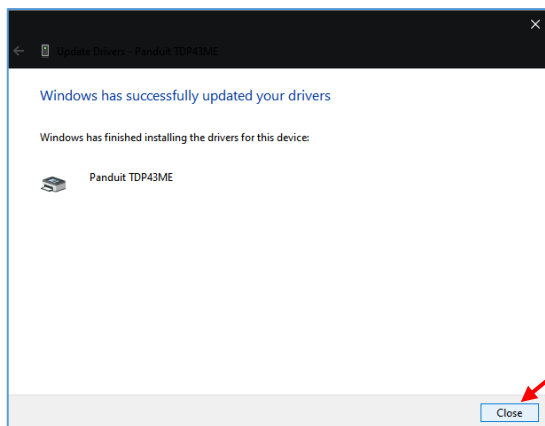 Update Drivers - Panduit TDP43ME
Windows has successfully updated your drivers
Windows has finished installing the drivers for this device:
Panduit TDP43ME
Close